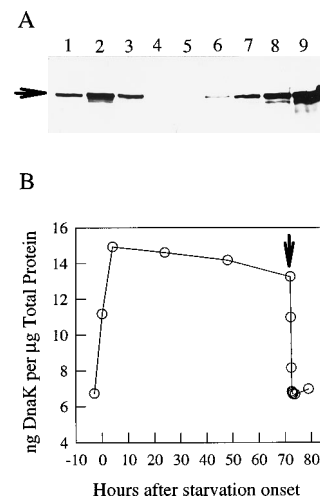 A
1 2 3 4 5 6 7 8 9
B
ng DnaK per µg Total Protein
16
14
12
10
8
6
4
-10 0 10 20 30 40 50 60 70 80
Hours after starvation onset